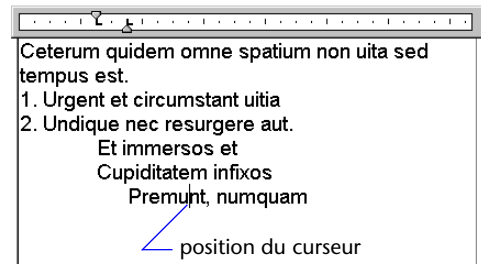 Ceterum quidem omne spatium non uita sed
tempus est.
1. Urgent et circumstant uitia
2. Undique nec resurgere aut.
Et immersos et
Cupiditatem infixos
Premunt, numquam
position du curseur